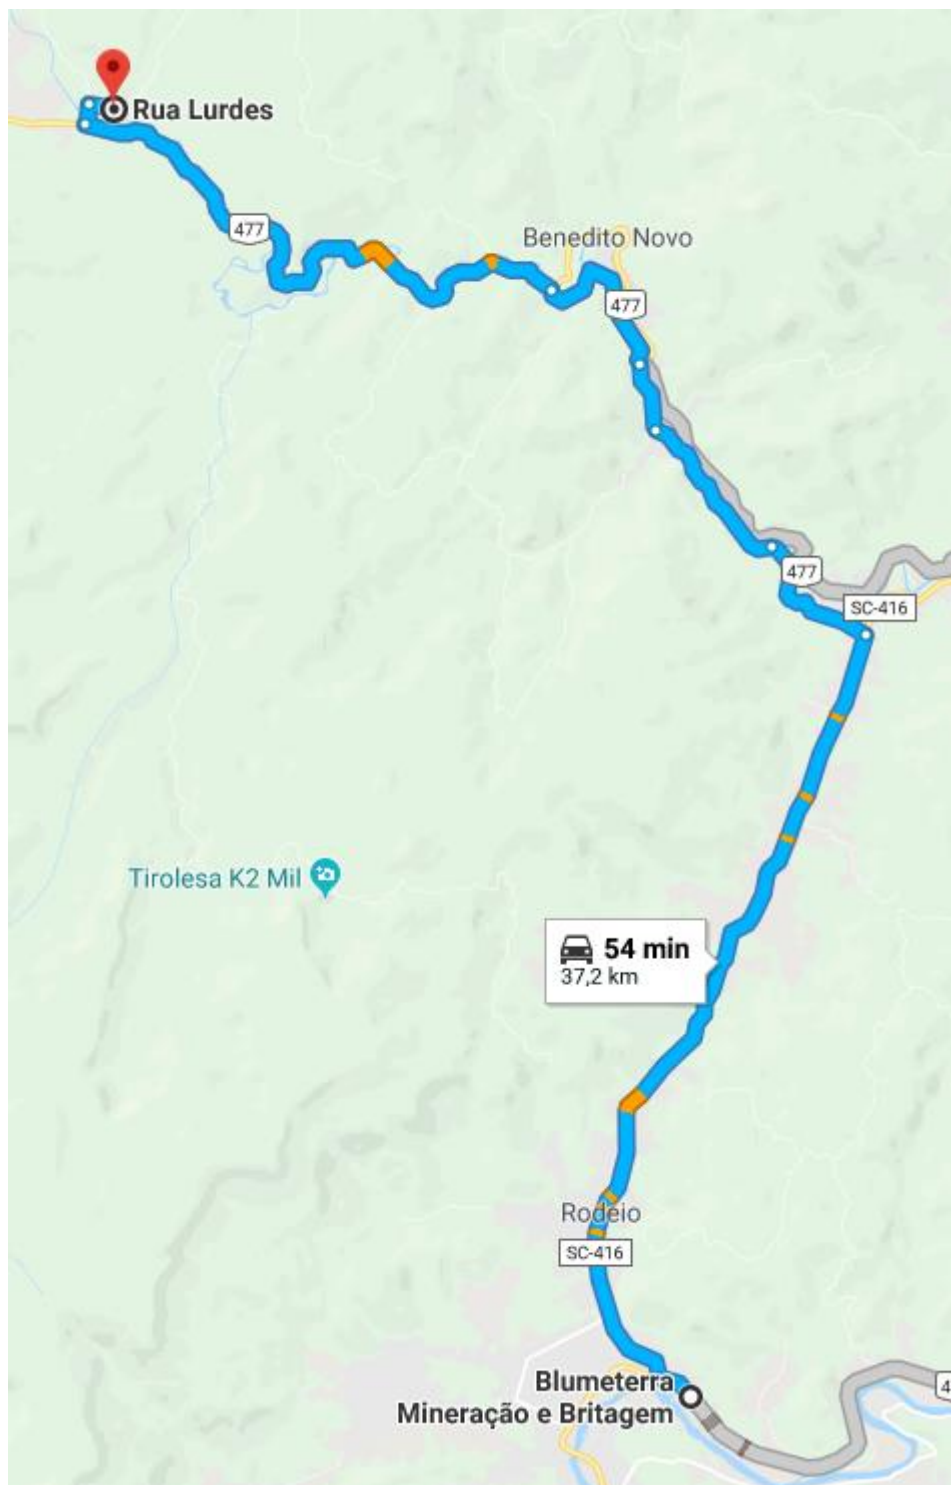 Rua Lurdes
477
Benedito Novo
477
477
SC-416
Tirolesa K2 Mil
54 min
37,2 km
Rodeio
SC-416
Blumeterra
Mineração e Britagem
4